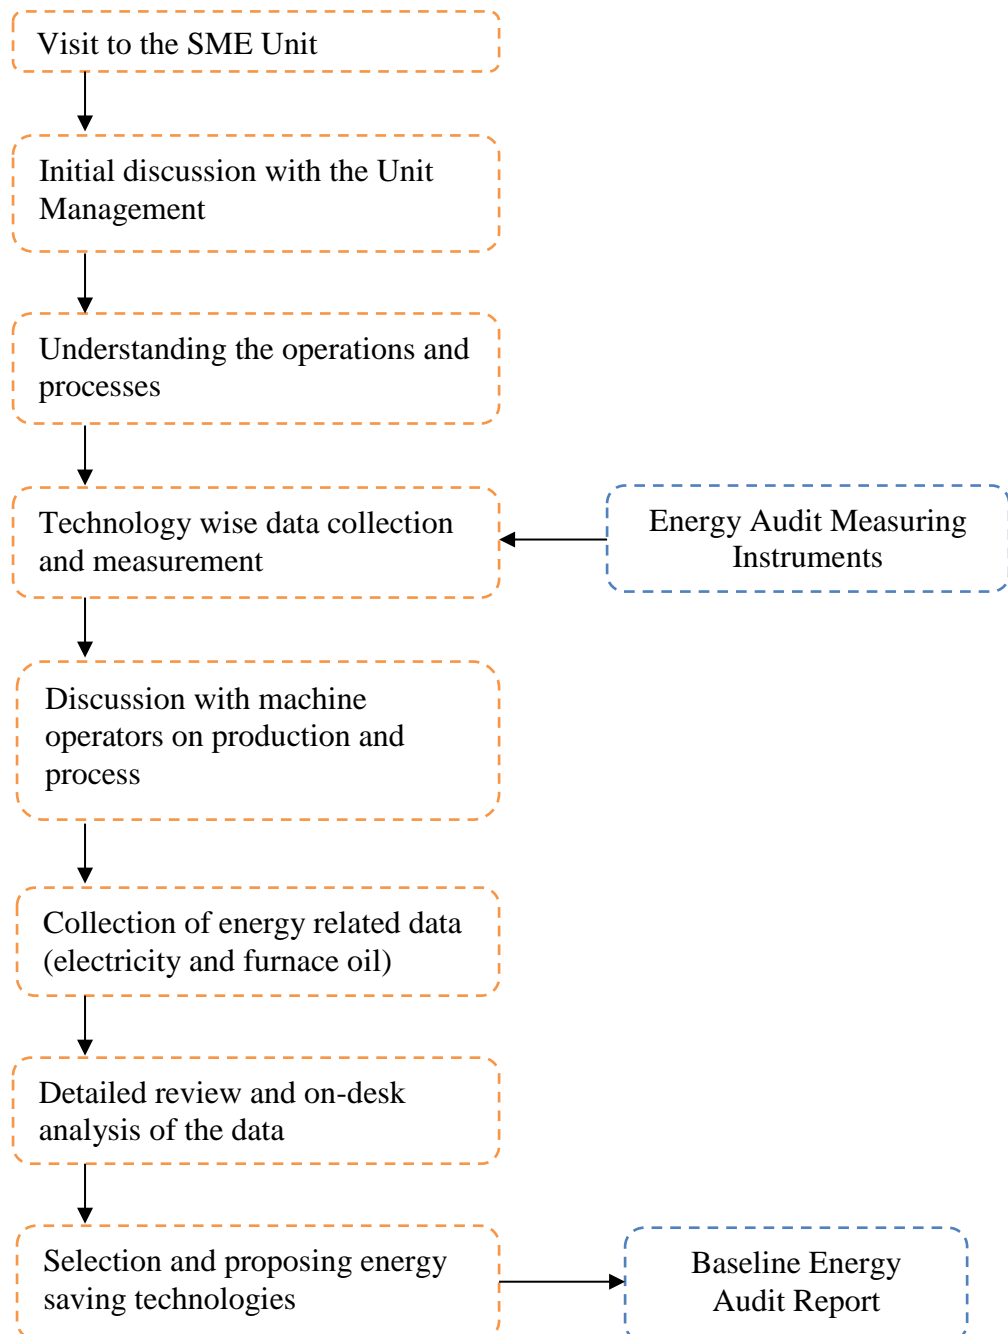 Visit to the SME Unit
Initial discussion with the Unit
Management
Understanding the operations and
processes
Technology wise data collection
and measurement
Energy Audit Measuring
Instruments
Discussion with machine
operators on production and
process
Collection of energy related data
(electricity and furnace oil)
Detailed review and on-desk
analysis of the data
Selection and proposing energy
saving technologies
Baseline Energy
Audit Report